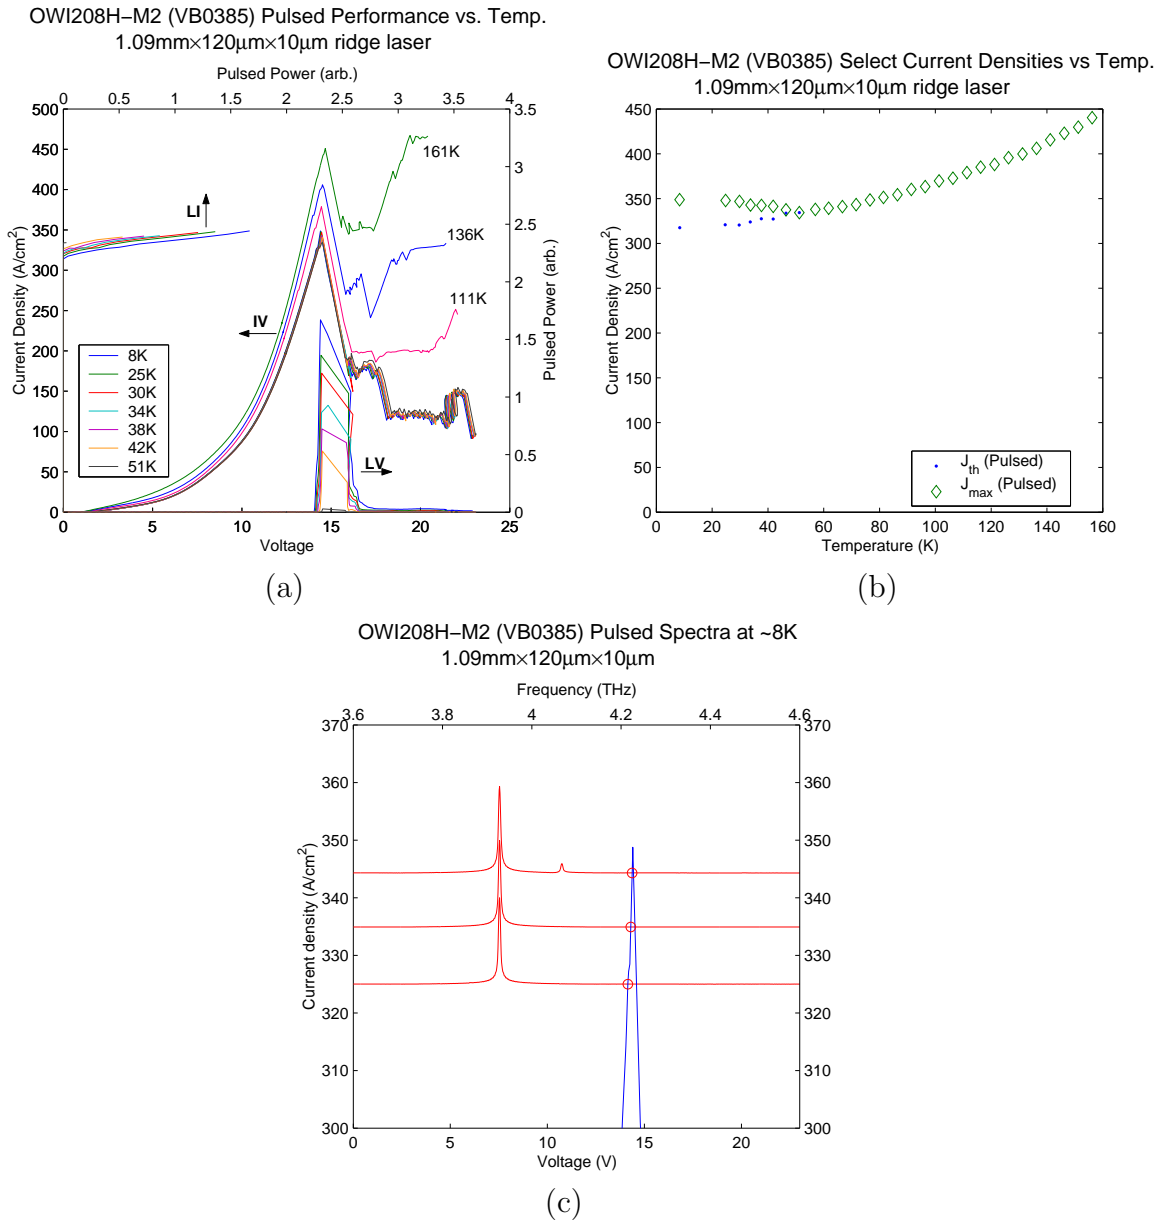 OWI208H−M2 (VB0385) Pulsed Performance vs. Temp.
1.09mm×120μm×10μm ridge laser
Pulsed Power (arb.)
0 0.5 1 1.5 2 2.5 3 3.5 4
500 450 400 350 300 250 200 150 100 50 0
Current Density (A/cm²)
3.5 3 2.5 2 1.5 1 0.5 0
Pulsed Power (arb.)
161K
LI
136K
111K
IV
8K
25K
30K
34K
38K
42K
51K
LV
0 5 10 15 20 25
Voltage
(a)
OWI208H−M2 (VB0385) Select Current Densities vs Temp.
1.09mm×120μm×10μm ridge laser
450 400 350 300 250 200 150 100 50 0
Current Density (A/cm²)
J_th (Pulsed)
J_max (Pulsed)
0 20 40 60 80 100 120 140 160
Temperature (K)
(b)
OWI208H−M2 (VB0385) Pulsed Spectra at ~8K
1.09mm×120μm×10μm
Frequency (THz)
3.6 3.8 4 4.2 4.4 4.6
370 360 350 340 330 320 310 300
Current density (A/cm²)
370 360 350 340 330 320 310 300
0 5 10 15 20
Voltage (V)
(c)